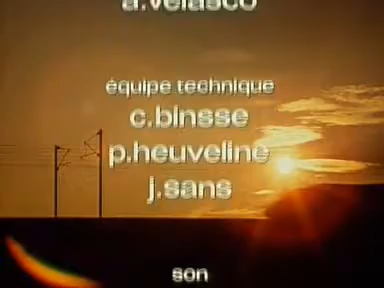 a.velasco
équipe technique
c.binsse
p.heuveline
j.sans
son